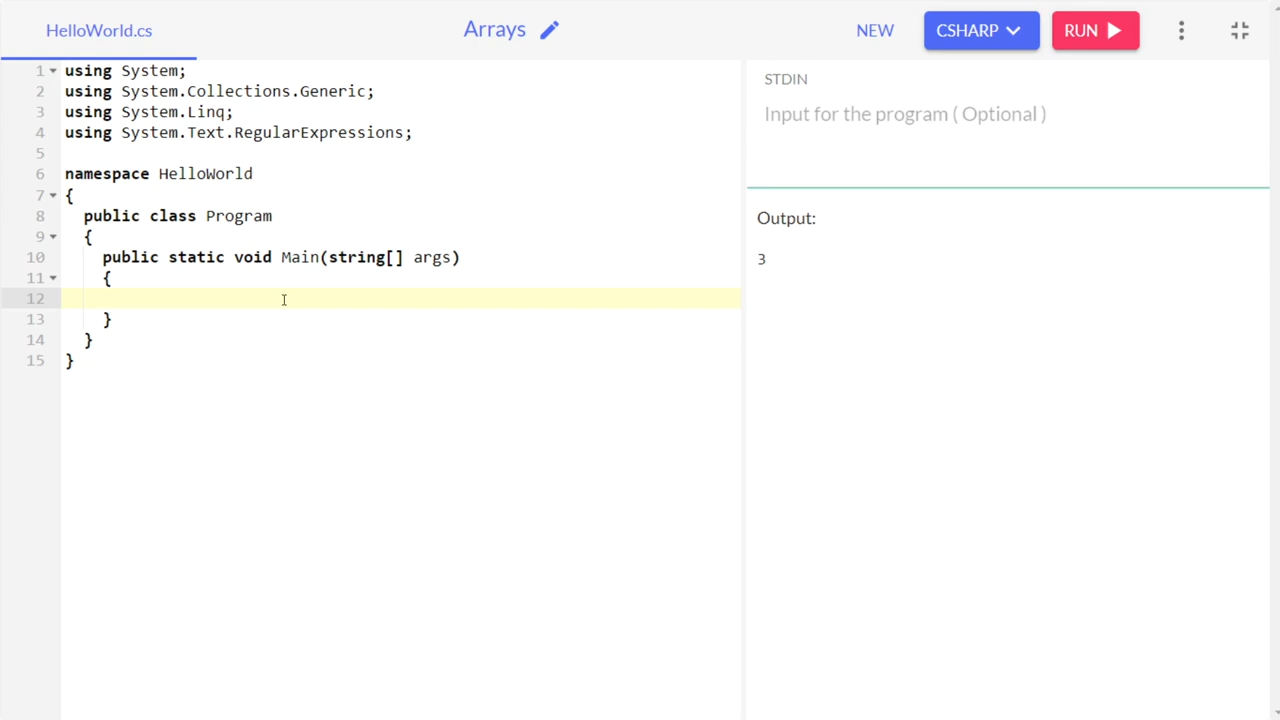 HelloWorld.cs
Arrays
NEW
CSHARP
RUN
1 using System;
2 using System.Collections.Generic;
3 using System.Linq;
4 using System.Text.RegularExpressions;
5
6 namespace HelloWorld
7 {
8 public class Program
9 {
10 public static void Main(string[] args)
11 {
12
13 }
14 }
15 }
STDIN
Input for the program ( Optional )
Output:
3